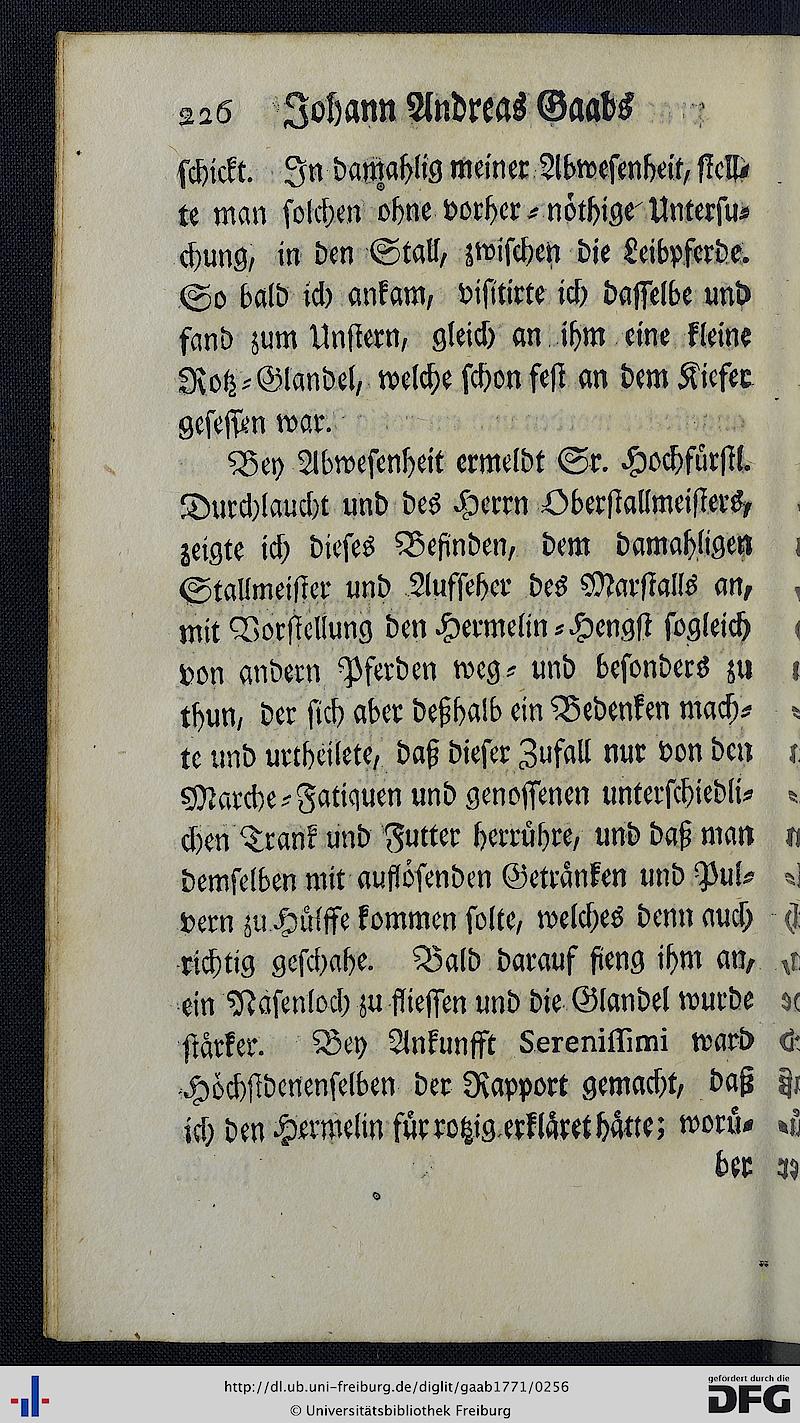 226 Johann Andreas Gaabs
ſchickt. In damahlig meiner Abweſenheit, ſtell⸗
te man ſolchen ohne vorher⸗nöthige Unterſu⸗
chung, in den Stall, zwiſchen die Leibpferde.
So bald ich ankam, viſitirte ich daſſelbe und
fand zum Unſtern, gleich an ihm eine kleine
Rotz⸗Glandel, welche ſchon feſt an dem Kiefer
geſeſſen war.
Bey Abweſenheit ermeldt Sr. Hochfürſtl.
Durchlaucht und des Herrn Oberſtallmeiſters,
zeigte ich dieſes Befinden, dem damahligen
Stallmeiſter und Aufſeher des Marſtalls an,
mit Vorſtellung den Hermelin⸗Hengſt ſogleich
von andern Pferden weg⸗ und beſonders zu
thun, der ſich aber deßhalb ein Bedenken mach⸗
te und urtheilete, daß dieſer Zufall nur von den
Marche⸗Fatiquen und genoſſenen unterſchiedli⸗
chen Trank und Futter herrühre, und daß man
demſelben mit auflöſenden Getränken und Pul⸗
vern zu Hülffe kommen ſolte, welches denn auch
richtig geſchahe. Bald darauf fieng ihm an,
ein Naſenloch zu flieſſen und die Glandel wurde
ſtärker. Bey Ankunfft Sereniſſimi ward
Höchſtdenenſelben der Rapport gemacht, daß
ich den Hermelin für rotzig erkläret hätte; worü⸗
ber
http://dl.ub.uni-freiburg.de/diglit/gaab1771/0256
© Universitätsbibliothek Freiburg
gefördert durch die
DFG